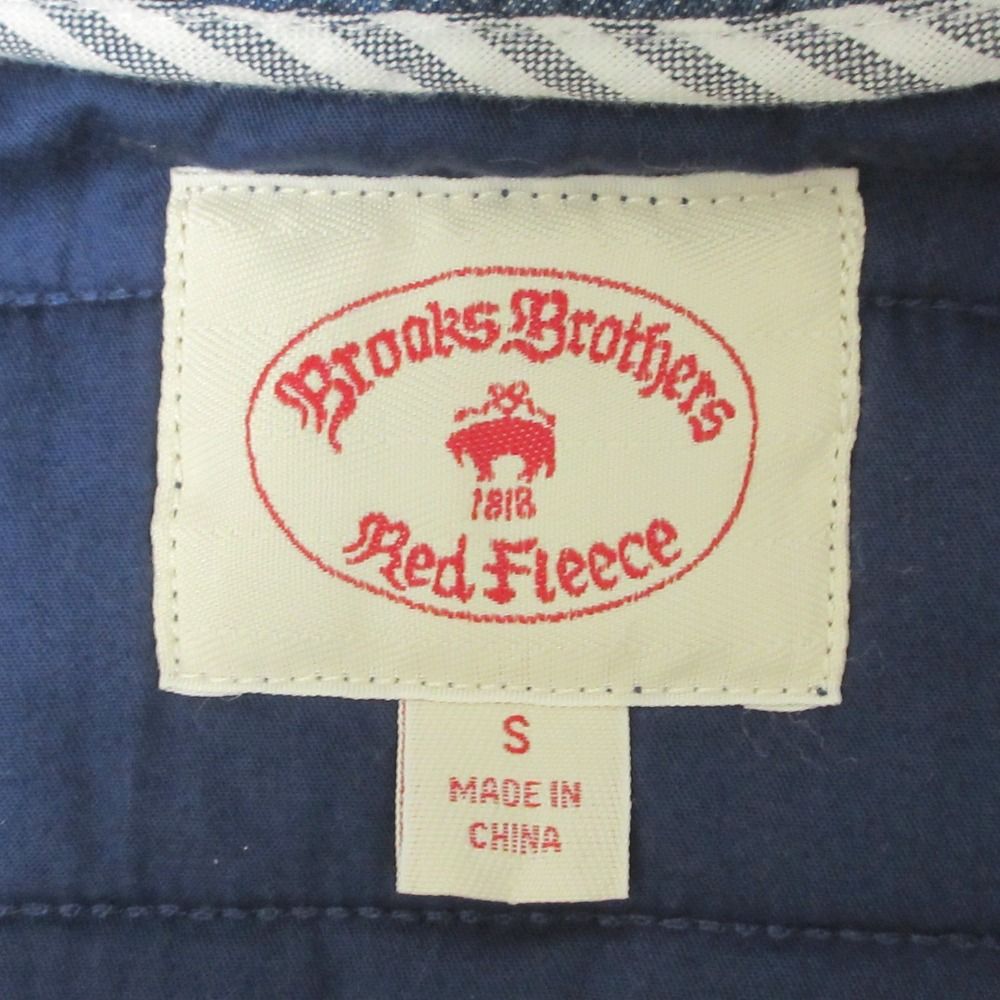 Brooks Brothers
1818
Red Fleece
S
MADE IN
CHINA